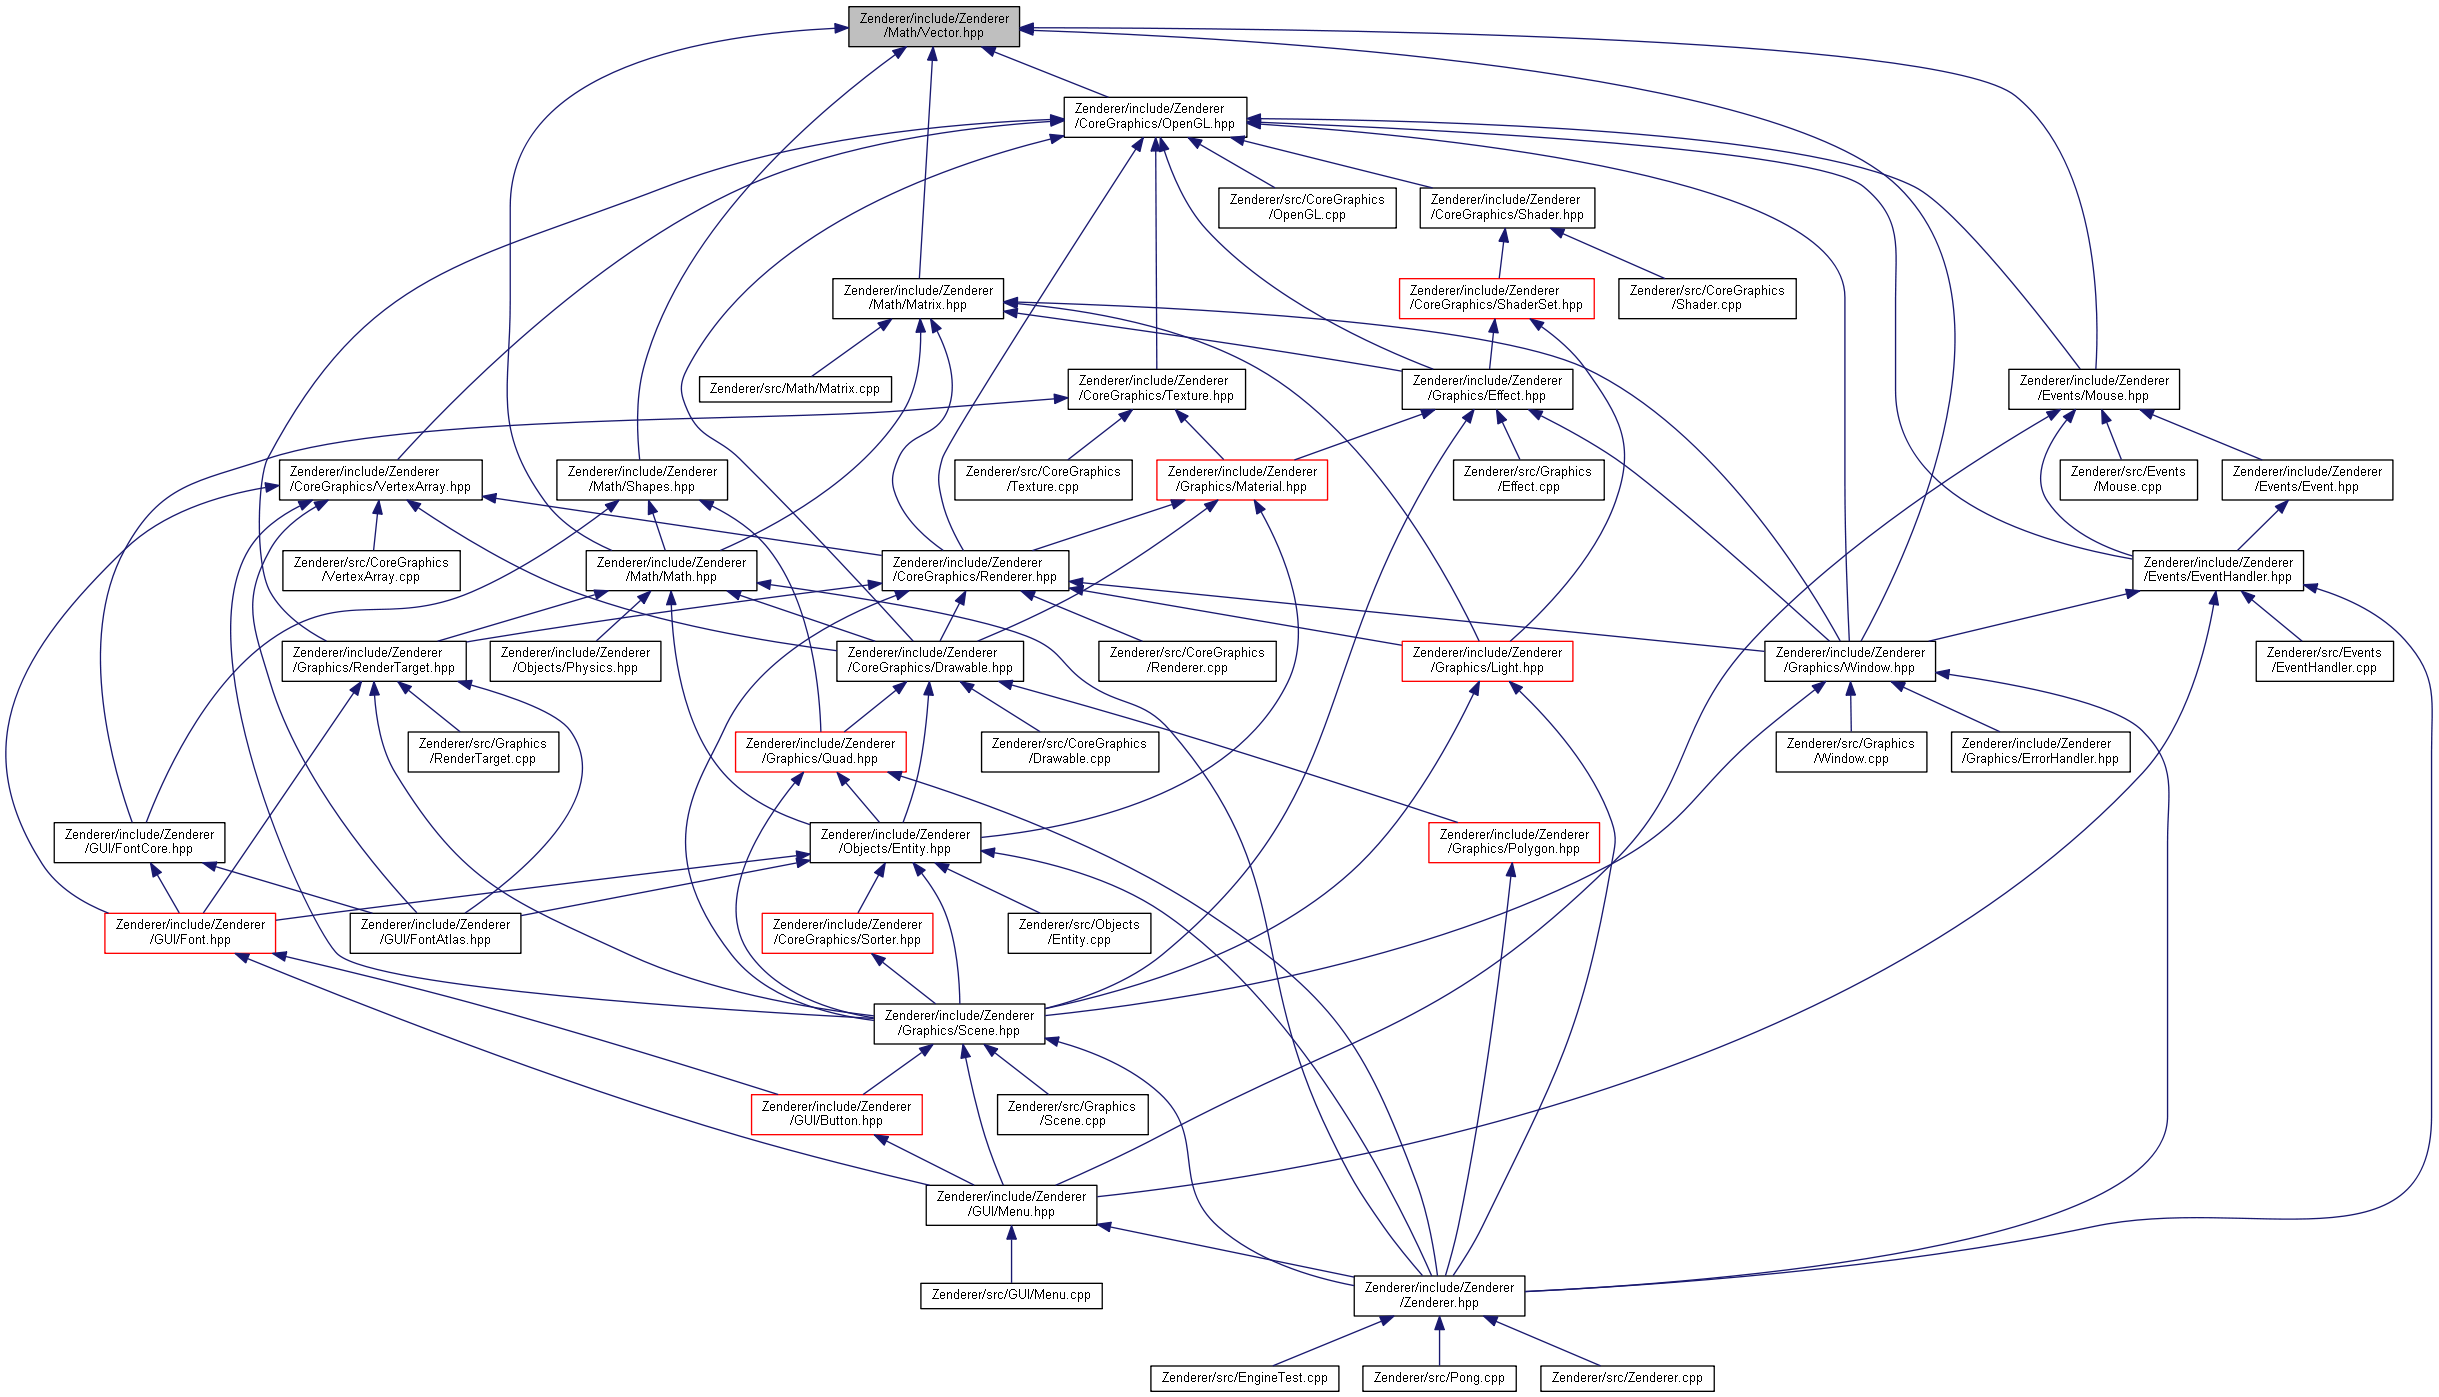 Zenderer/include/Zenderer
/Math/Vector.hpp
Zenderer/include/Zenderer
/CoreGraphics/OpenGL.hpp
Zenderer/src/CoreGraphics
/OpenGL.cpp
Zenderer/include/Zenderer
/CoreGraphics/Shader.hpp
Zenderer/include/Zenderer
/Math/Matrix.hpp
Zenderer/include/Zenderer
/CoreGraphics/ShaderSet.hpp
Zenderer/src/CoreGraphics
/Shader.cpp
Zenderer/src/Math/Matrix.cpp
Zenderer/include/Zenderer
/CoreGraphics/Texture.hpp
Zenderer/include/Zenderer
/Graphics/Effect.hpp
Zenderer/include/Zenderer
/Events/Mouse.hpp
Zenderer/include/Zenderer
/CoreGraphics/VertexArray.hpp
Zenderer/include/Zenderer
/Math/Shapes.hpp
Zenderer/src/CoreGraphics
/Texture.cpp
Zenderer/include/Zenderer
/Graphics/Material.hpp
Zenderer/src/Graphics
/Effect.cpp
Zenderer/src/Events
/Mouse.cpp
Zenderer/include/Zenderer
/Events/Event.hpp
Zenderer/src/CoreGraphics
/VertexArray.cpp
Zenderer/include/Zenderer
/Math/Math.hpp
Zenderer/include/Zenderer
/CoreGraphics/Renderer.hpp
Zenderer/include/Zenderer
/Events/EventHandler.hpp
Zenderer/include/Zenderer
/Graphics/RenderTarget.hpp
Zenderer/include/Zenderer
/Objects/Physics.hpp
Zenderer/include/Zenderer
/CoreGraphics/Drawable.hpp
Zenderer/src/CoreGraphics
/Renderer.cpp
Zenderer/include/Zenderer
/Graphics/Light.hpp
Zenderer/include/Zenderer
/Graphics/Window.hpp
Zenderer/src/Events
/EventHandler.cpp
Zenderer/src/Graphics
/RenderTarget.cpp
Zenderer/include/Zenderer
/Graphics/Quad.hpp
Zenderer/src/CoreGraphics
/Drawable.cpp
Zenderer/src/Graphics
/Window.cpp
Zenderer/include/Zenderer
/Graphics/ErrorHandler.hpp
Zenderer/include/Zenderer
/GUI/FontCore.hpp
Zenderer/include/Zenderer
/Objects/Entity.hpp
Zenderer/include/Zenderer
/Graphics/Polygon.hpp
Zenderer/include/Zenderer
/GUI/Font.hpp
Zenderer/include/Zenderer
/GUI/FontAtlas.hpp
Zenderer/include/Zenderer
/CoreGraphics/Sorter.hpp
Zenderer/src/Objects
/Entity.cpp
Zenderer/include/Zenderer
/Graphics/Scene.hpp
Zenderer/include/Zenderer
/GUI/Button.hpp
Zenderer/src/Graphics
/Scene.cpp
Zenderer/include/Zenderer
/GUI/Menu.hpp
Zenderer/src/GUI/Menu.cpp
Zenderer/include/Zenderer
/Zenderer.hpp
Zenderer/src/EngineTest.cpp
Zenderer/src/Pong.cpp
Zenderer/src/Zenderer.cpp